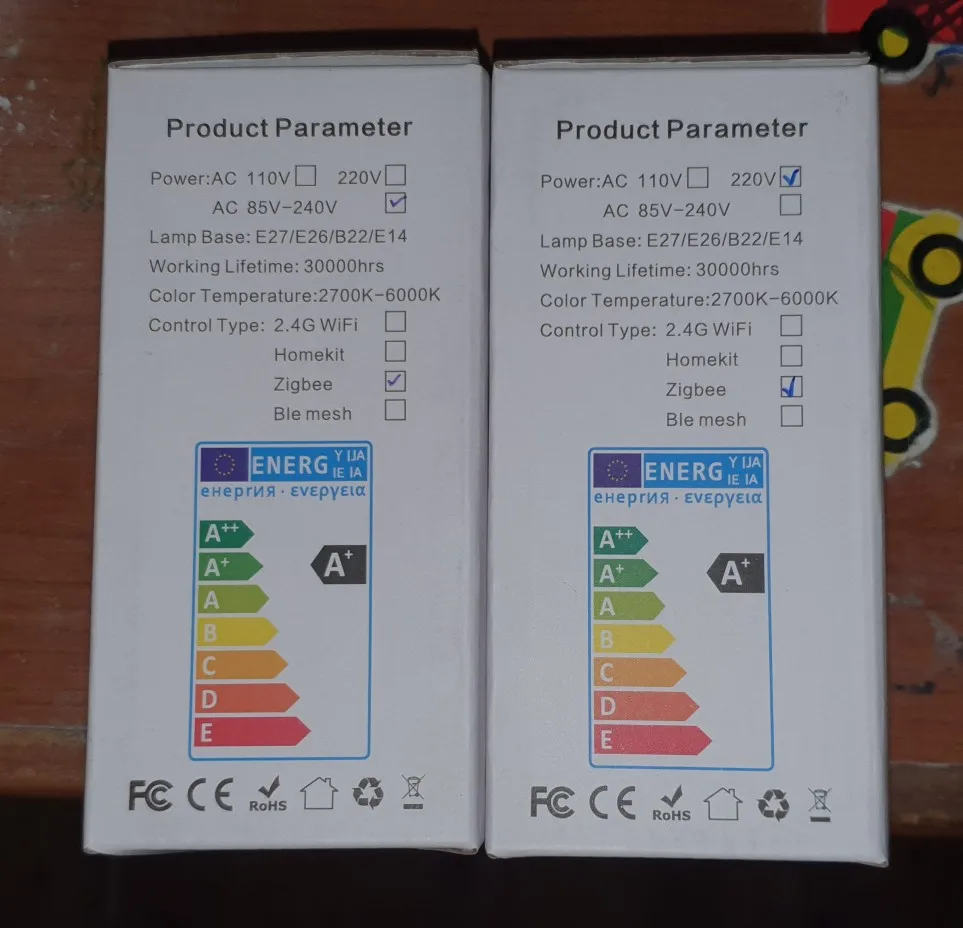 Product Parameter
Power:AC 110V 220V
AC 85V-240V
Lamp Base: E27/E26/B22/E14
Working Lifetime: 30000hrs
Color Temperature:2700K-6000K
Control Type: 2.4G WiFi
Homekit
Zigbee
Ble mesh
ENERG Y IJA
IE IA
енергия · ενεργεια
A++
A+
A+
A
B
C
D
E
FC CE RoHS
Product Parameter
Power:AC 110V 220V
AC 85V-240V
Lamp Base: E27/E26/B22/E14
Working Lifetime: 30000hrs
Color Temperature:2700K-6000K
Control Type: 2.4G WiFi
Homekit
Zigbee
Ble mesh
ENERG Y IJA
IE IA
енергия · ενεργεια
A++
A+
A+
A
B
C
D
E
FC CE RoHS